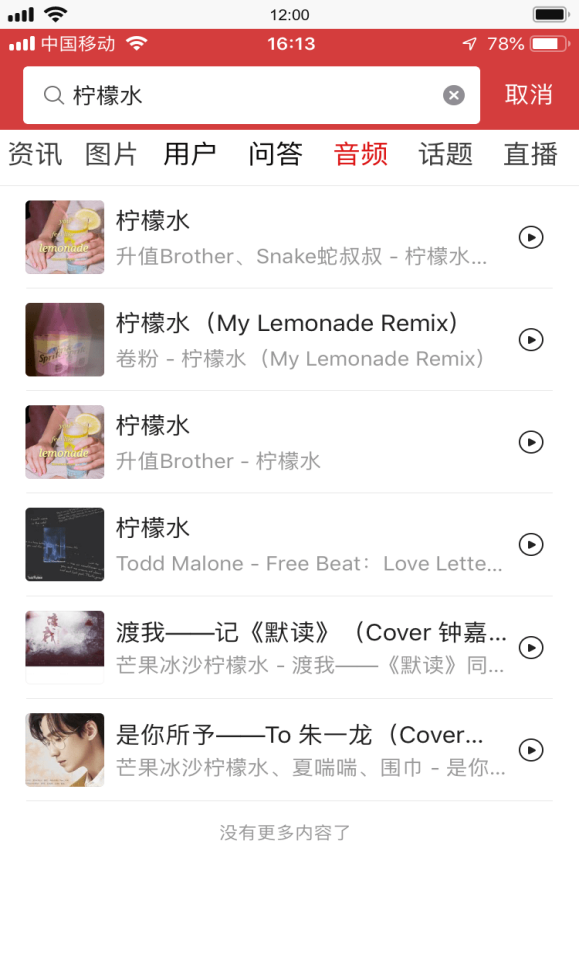 12:00
中国移动 16:13 78%
柠檬水 取消
资讯 图片 用户 问答 音频 话题 直播
lemonade
柠檬水
升值Brother、Snake蛇叔叔 - 柠檬水...
柠檬水（My Lemonade Remix）
卷粉 - 柠檬水（My Lemonade Remix）
lemonade
柠檬水
升值Brother - 柠檬水
柠檬水
Todd Malone - Free Beat：Love Lette...
渡我——记《默读》（Cover 钟嘉...
芒果冰沙柠檬水 - 渡我——《默读》同...
是你所予——To 朱一龙（Cover...
芒果冰沙柠檬水、夏喘喘、围巾 - 是你...
没有更多内容了